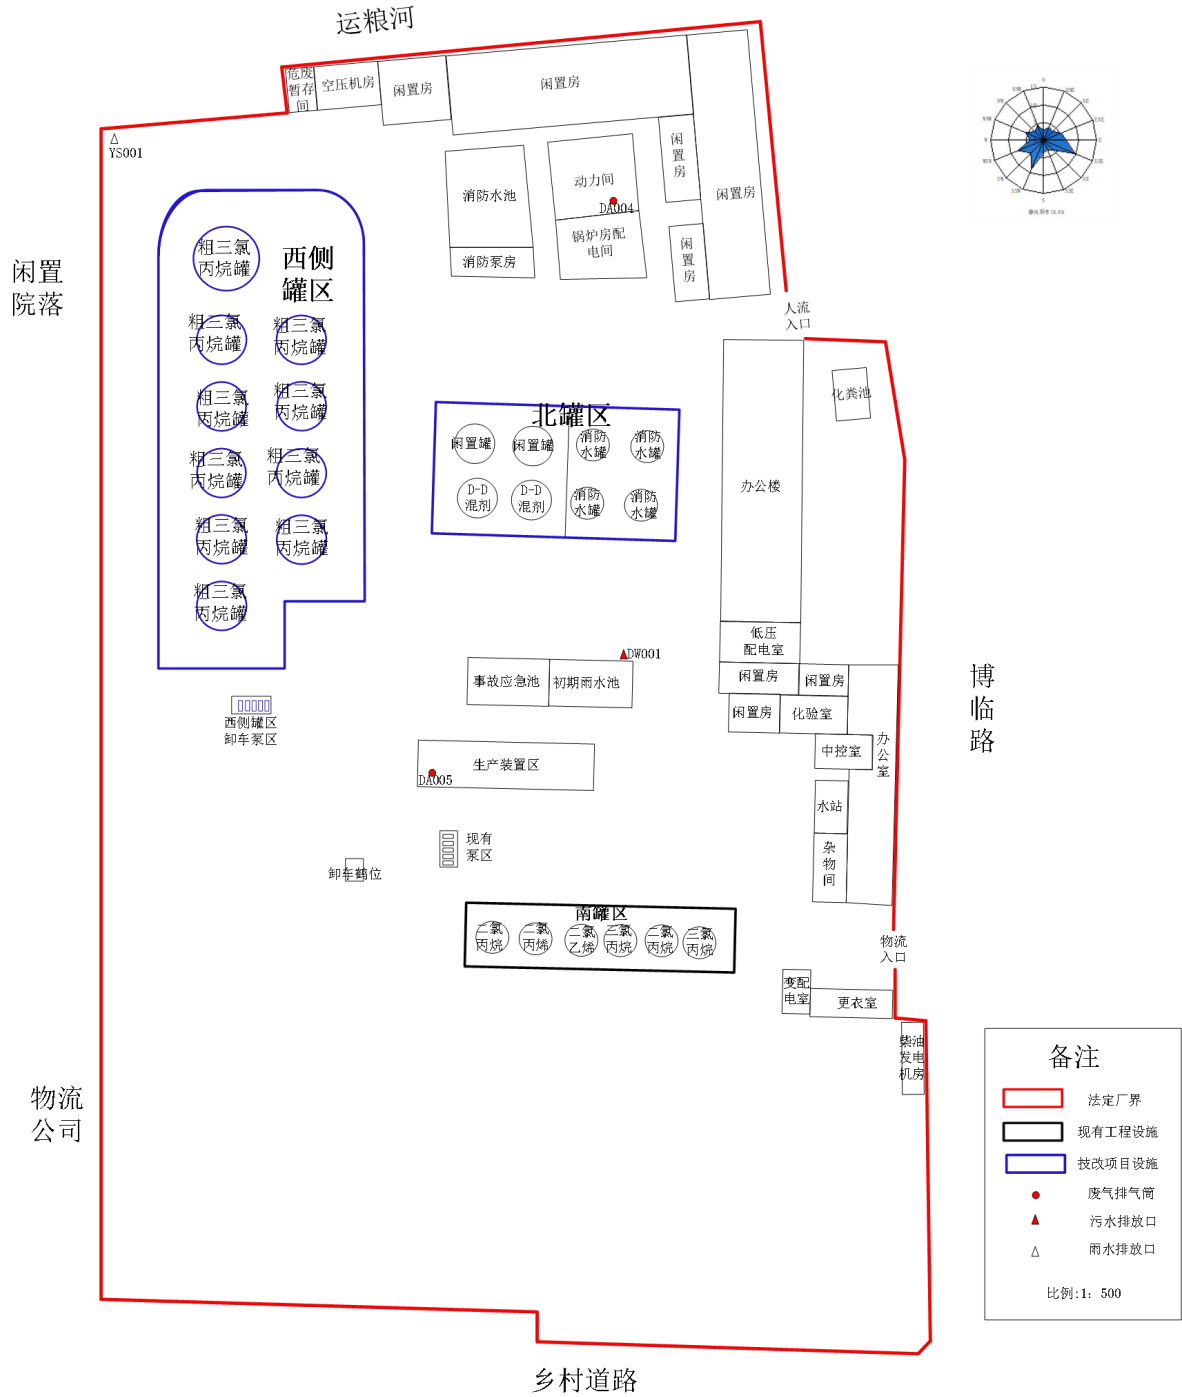 运粮河
危废
暂存
间
空压机房
闲置房
闲置房
YS001
闲置房
闲置房
闲置房
消防水池
消防泵房
动力间
DA004
锅炉房配
电间
人流
入口
闲置
院落
西侧
罐区
粗三氯
丙烷罐
粗三氯
丙烷罐
粗三氯
丙烷罐
粗三氯
丙烷罐
粗三氯
丙烷罐
粗三氯
丙烷罐
粗三氯
丙烷罐
粗三氯
丙烷罐
粗三氯
丙烷罐
粗三氯
丙烷罐
北罐区
闲置罐
闲置罐
消防
水罐
消防
水罐
D-D
混剂
D-D
混剂
消防
水罐
消防
水罐
化粪池
办公楼
低压
配电室
闲置房
闲置房
闲置房
化验室
中控室
办
公
室
水站
杂
物
间
博
临
路
DW001
事故应急池
初期雨水池
西侧罐区
卸车泵区
生产装置区
DA005
现有
泵区
卸车鹤位
南罐区
二氯
丙烷
二氯
丙烯
二氯
乙烯
三氯
丙烷
二氯
丙烷
三氯
丙烷
物流
入口
变配
电室
更衣室
柴油
发电
机房
物流
公司
乡村道路
备注
法定厂界
现有工程设施
技改项目设施
废气排气筒
污水排放口
雨水排放口
比例:1: 500